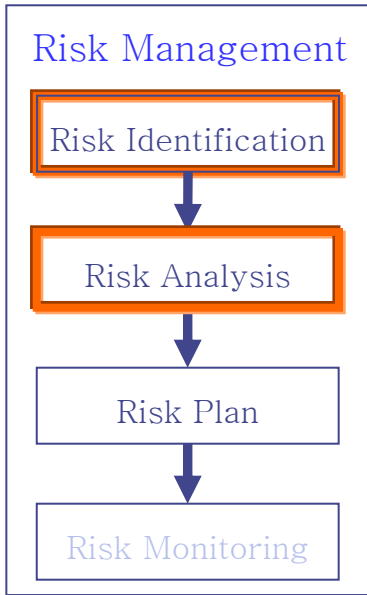 Risk Management
Risk Identification
Risk Analysis
Risk Plan
Risk Monitoring